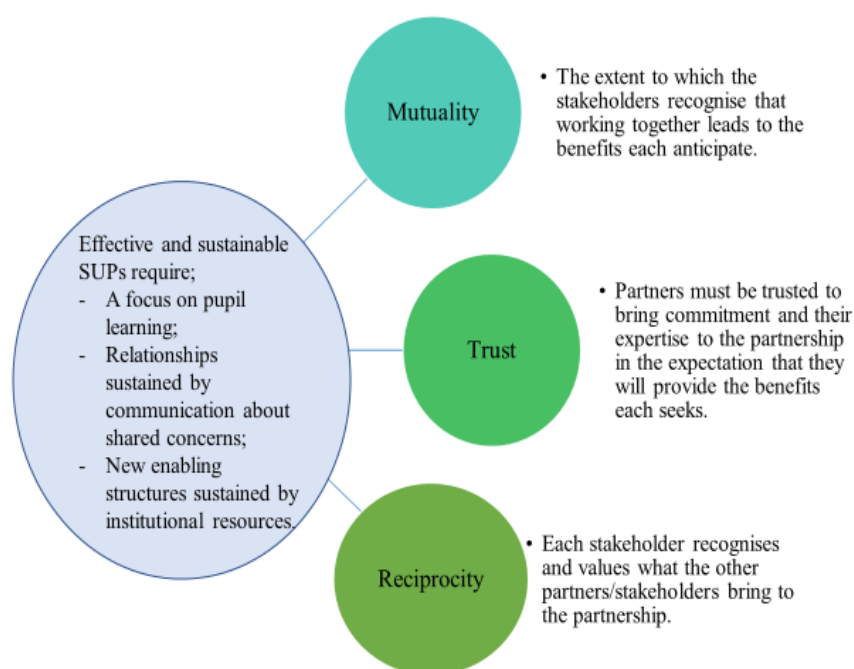 Effective and sustainable
SUPs require;
- A focus on pupil
learning;
- Relationships
sustained by
communication about
shared concerns;
- New enabling
structures sustained by
institutional resources.
Mutuality
• The extent to which the
stakeholders recognise that
working together leads to the
benefits each anticipate.
Trust
• Partners must be trusted to
bring commitment and their
expertise to the partnership
in the expectation that they
will provide the benefits
each seeks.
Reciprocity
• Each stakeholder recognises
and values what the other
partners/stakeholders bring to
the partnership.